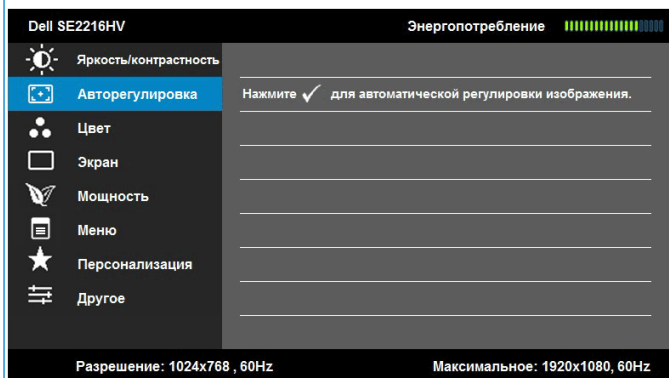 Dell SE2216HV Энергопотребление
Яркость/контрастность
Авторегулировка Нажмите ✓ для автоматической регулировки изображения.
Цвет
Экран
Мощность
Меню
Персонализация
Другое
Разрешение: 1024x768 , 60Hz Максимальное: 1920x1080, 60Hz